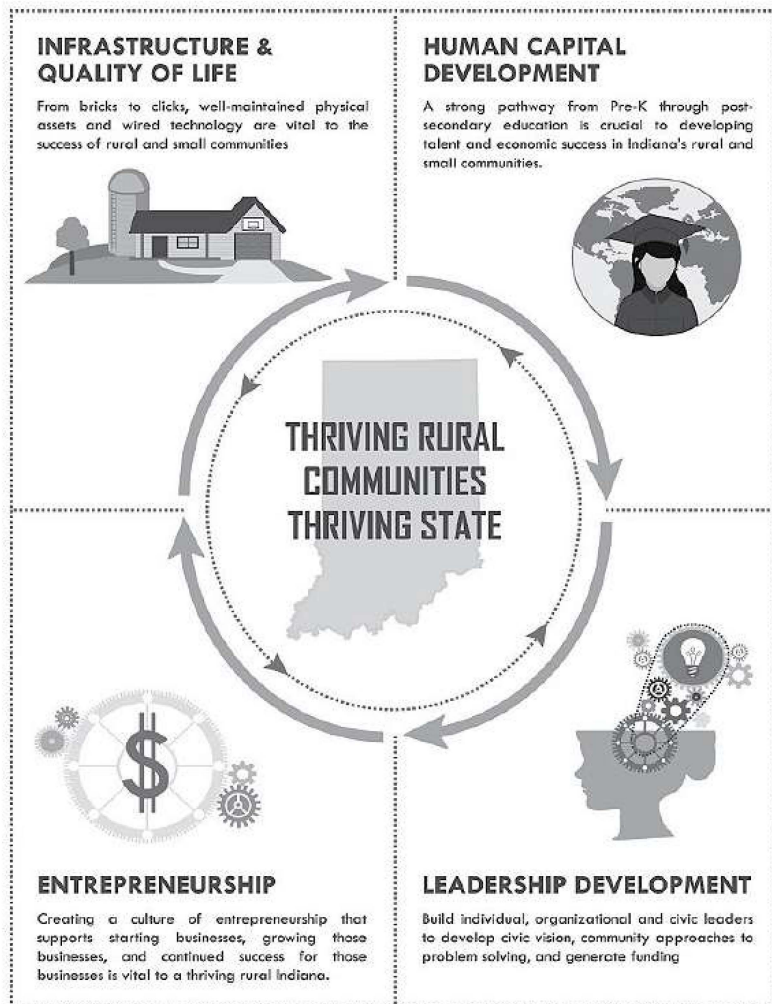 INFRASTRUCTURE &
QUALITY OF LIFE
From bricks to clicks, well-maintained physical
assets and wired technology are vital to the
success of rural and small communities
HUMAN CAPITAL
DEVELOPMENT
A strong pathway from Pre-K through post-
secondary education is crucial to developing
talent and economic success in Indiana's rural and
small communities.
THRIVING RURAL
COMMUNITIES
THRIVING STATE
$
ENTREPRENEURSHIP
Creating a culture of entrepreneurship that
supports starting businesses, growing those
businesses, and continued success for those
businesses is vital to a thriving rural Indiana.
LEADERSHIP DEVELOPMENT
Build individual, organizational and civic leaders
to develop civic vision, community approaches to
problem solving, and generate funding